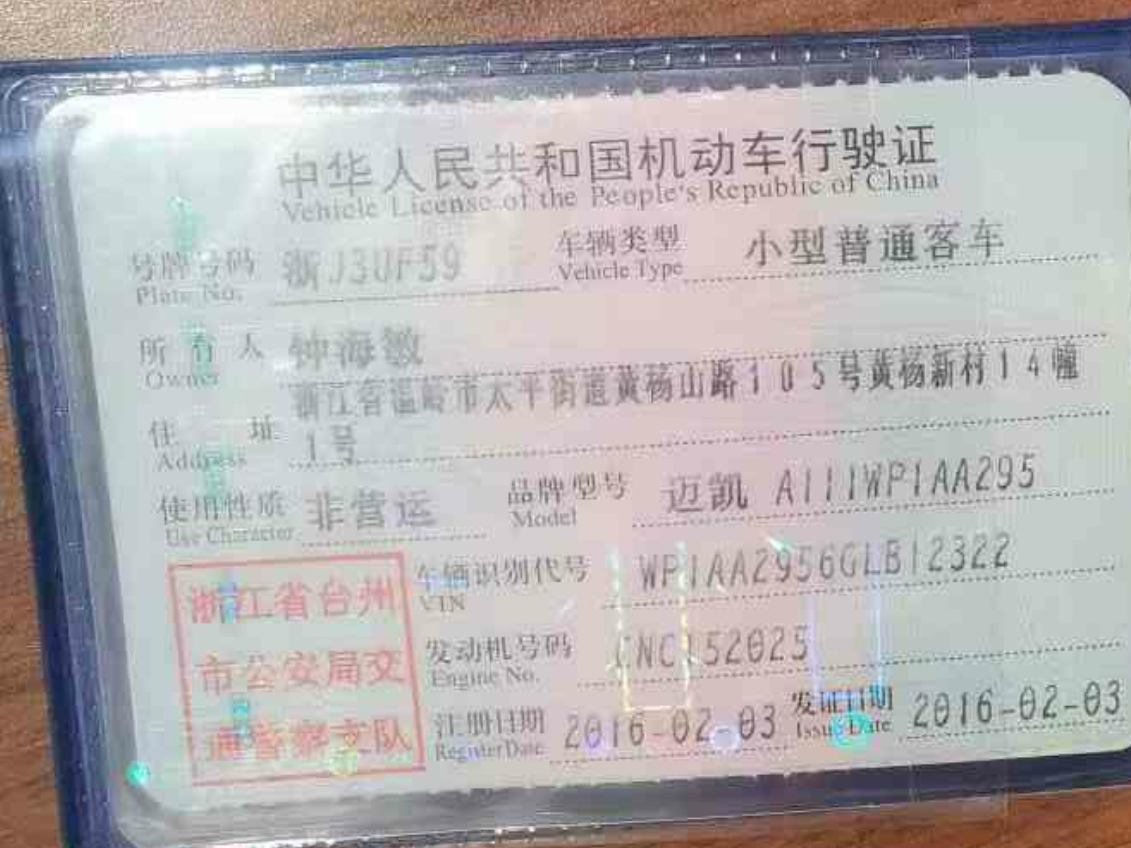 中华人民共和国机动车行驶证
Vehicle License of the People's Republic of China
号牌号码 浙J3UF59 车辆类型 小型普通客车
Plate No. Vehicle Type
所有人 钟海敏
Owner
浙江省温岭市太平街道黄杨山路105号黄杨新村14幢
住址 1号
Address
使用性质 非营运 品牌型号 迈凯 A111WP1AA295
Use Character Model
浙江省台州
市公安局交
通警察支队
车辆识别代号 WP1AA2956GLB12322
VIN
发动机号码 CNC152025
Engine No.
注册日期 2016-02-03 发证日期 2016-02-03
Register Date Issue Date